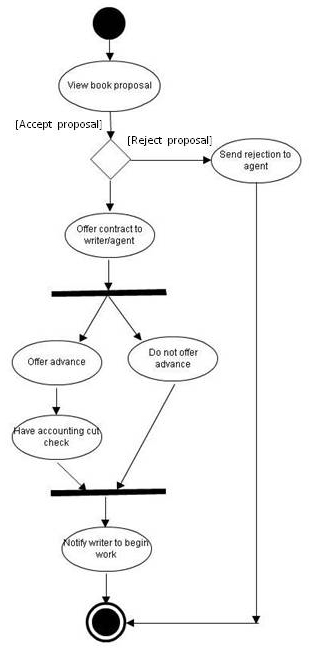 View book proposal
[Accept proposal]
[Reject proposal]
Send rejection to
agent
Offer contract to
writer/agent
Offer advance
Do not offer
advance
Have accounting cut
check
Notify writer to begin
work